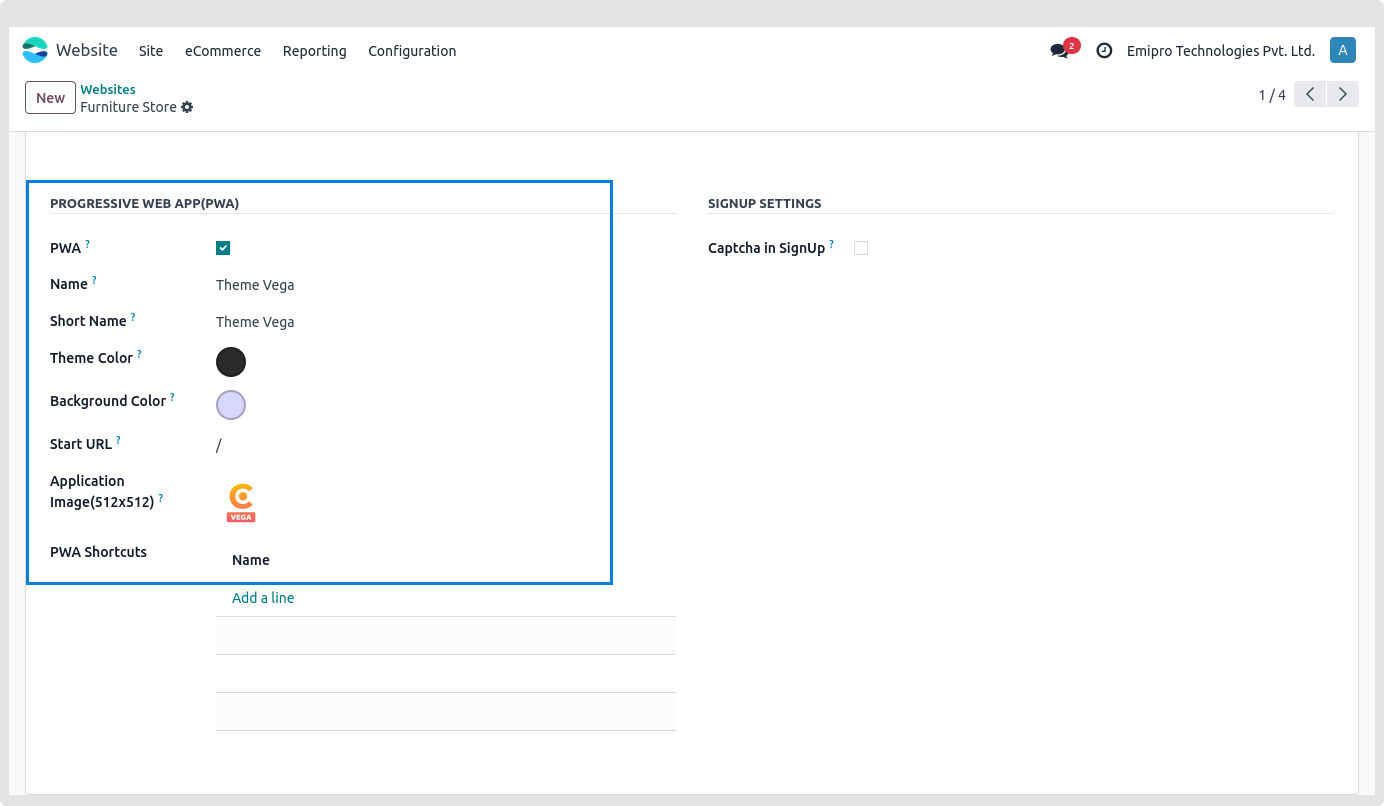 Website Site eCommerce Reporting Configuration 2 Emipro Technologies Pvt. Ltd. A
New
Websites
Furniture Store
1 / 4
PROGRESSIVE WEB APP(PWA)
PWA ?
Name ? Theme Vega
Short Name ? Theme Vega
Theme Color ?
Background Color ?
Start URL ? /
Application
Image(512x512) ?
VEGA
PWA Shortcuts
Name
Add a line
SIGNUP SETTINGS
Captcha in SignUp ?